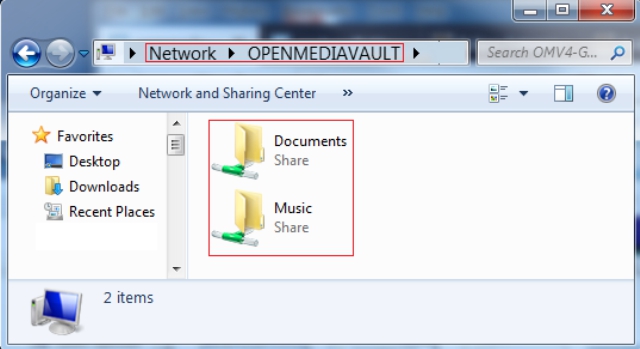 Network OPENMEDIAVAULT
Search OMV4-G...
Organize Network and Sharing Center »
Favorites
Desktop
Downloads
Recent Places
Documents
Share
Music
Share
2 items